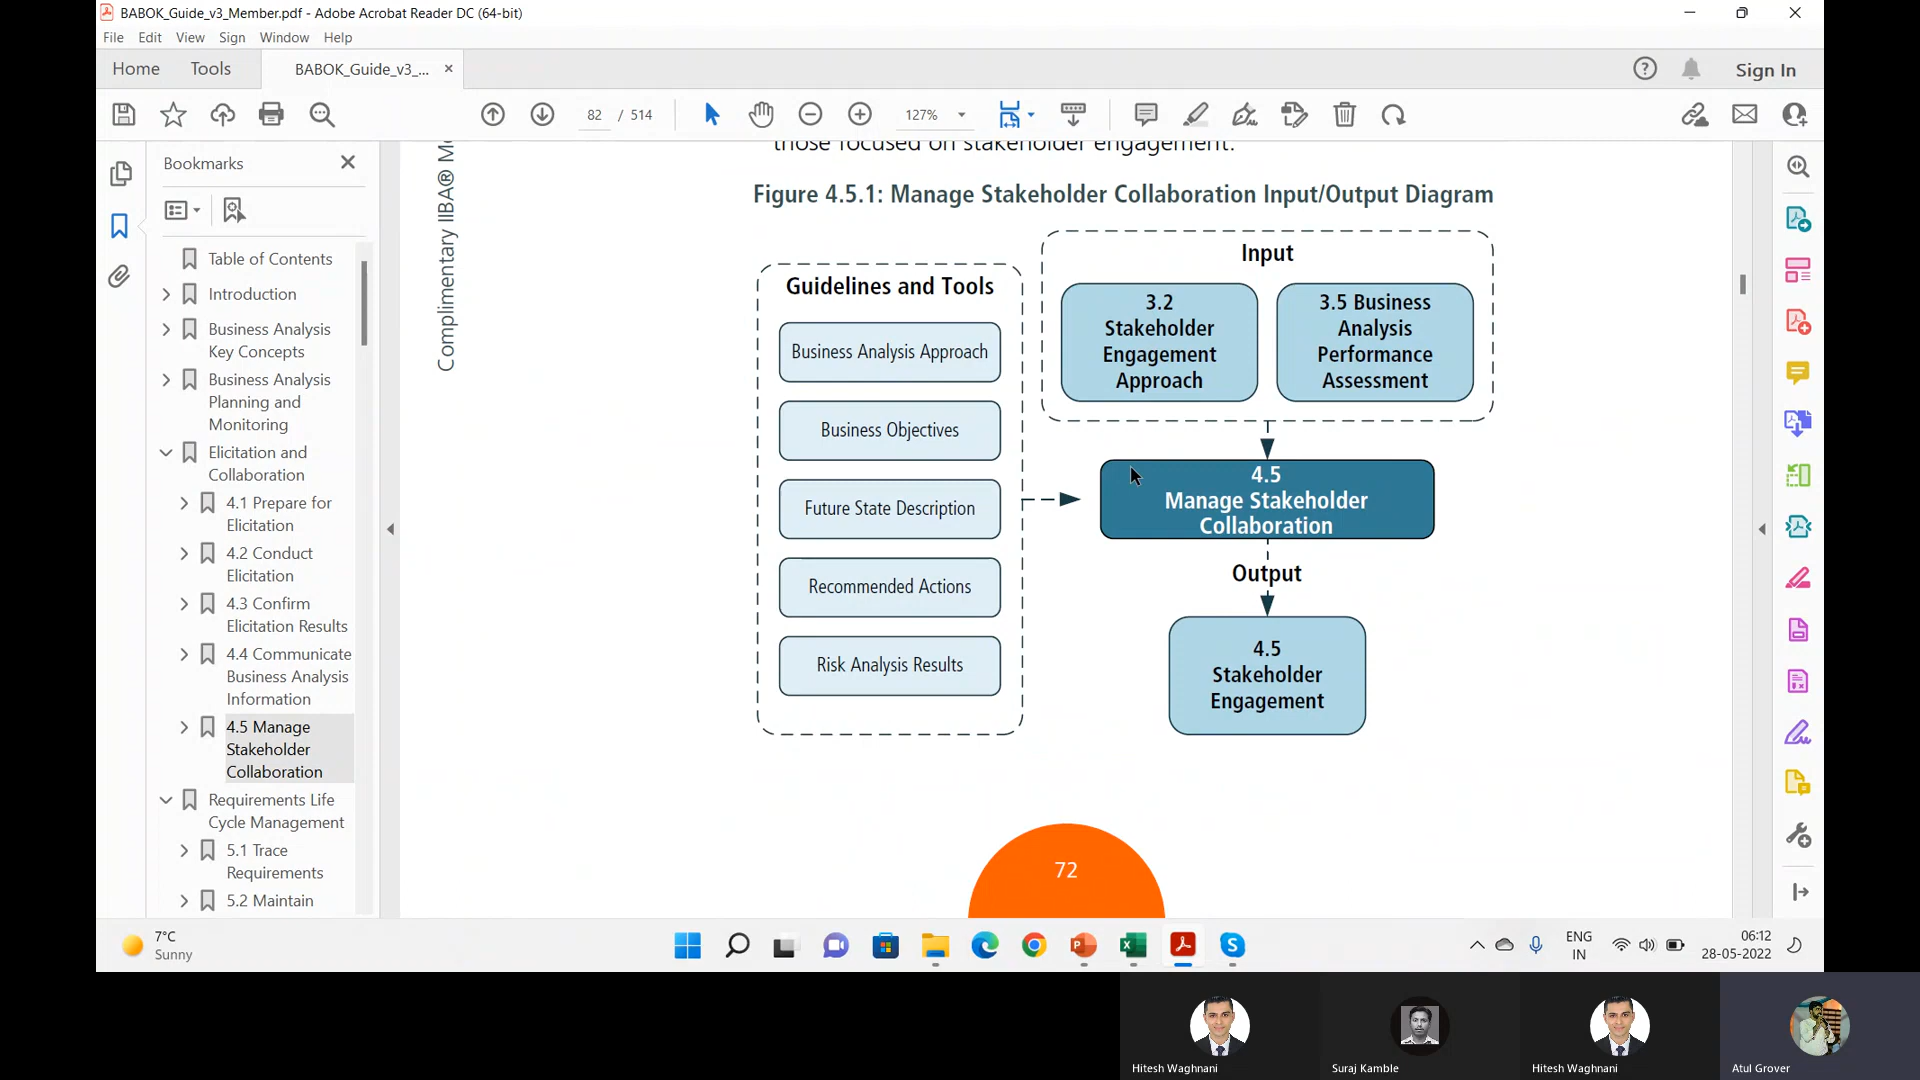 BABOK_Guide_v3_Member.pdf - Adobe Acrobat Reader DC (64-bit)
File Edit View Sign Window Help
Home Tools BABOK_Guide_v3_... × Sign In
82 / 514 127%
Bookmarks
Table of Contents
Introduction
Business Analysis
Key Concepts
Business Analysis
Planning and
Monitoring
Elicitation and
Collaboration
4.1 Prepare for
Elicitation
4.2 Conduct
Elicitation
4.3 Confirm
Elicitation Results
4.4 Communicate
Business Analysis
Information
4.5 Manage
Stakeholder
Collaboration
Requirements Life
Cycle Management
5.1 Trace
Requirements
5.2 Maintain
Complimentary IIBA®
those focused on stakeholder engagement.
Figure 4.5.1: Manage Stakeholder Collaboration Input/Output Diagram
Guidelines and Tools
Business Analysis Approach
Business Objectives
Future State Description
Recommended Actions
Risk Analysis Results
Input
3.2
Stakeholder
Engagement
Approach
3.5 Business
Analysis
Performance
Assessment
4.5
Manage Stakeholder
Collaboration
Output
4.5
Stakeholder
Engagement
72
7°C
Sunny
ENG
IN
06:12
28-05-2022
Hitesh Waghnani
Suraj Kamble
Hitesh Waghnani
Atul Grover